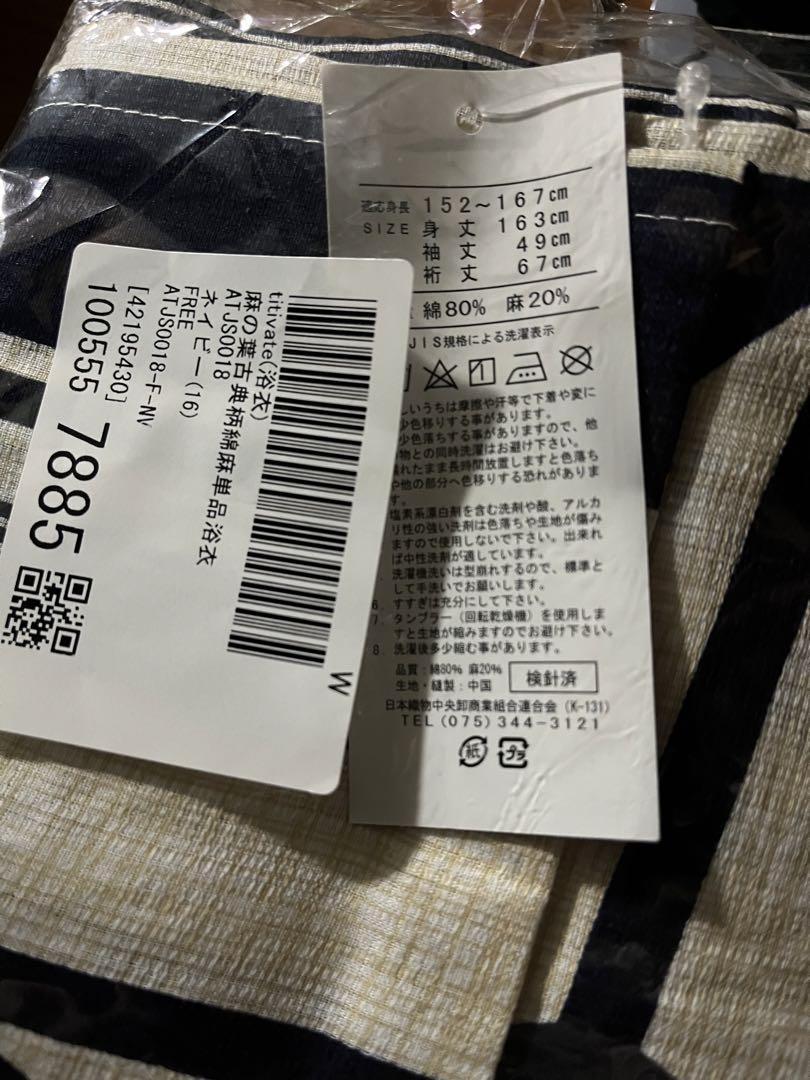 適応身長 152～167cm
SIZE 身丈 163cm
袖丈 49cm
裄丈 67cm
綿80% 麻20%
JIS規格による洗濯表示
しいうちは摩擦や汗等で下着や変に
少色移りする事があります。
少色落ちする事がありますので、他
物との同時洗濯はお避け下さい。
れたまま長時間放置しますと色落ち
や他の部分へ色移りする恐れがありま
す。
塩素系漂白剤を含む洗剤や酸、アルカ
リ性の強い洗剤は色落ちや生地が傷み
ますので使用しないで下さい。出来れ
ば中性洗剤が適しています。
洗濯機洗いは型崩れするので、標準と
して手洗いでお願いします。
6. すすぎは充分にして下さい。
7. タンブラー（回転乾燥機）を使用しま
すと生地が縮みますのでお避け下さい。
8. 洗濯後多少縮む事があります。
品質：綿80% 麻20%
生地・縫製：中国
検針済
日本織物中央卸商業組合連合会（K-131）
TEL(075)344-3121
紙
プラ
titivate(浴衣)
麻の葉古典柄綿麻単品浴衣
ATJS0018
ネイビー(16)
FREE
ATJS0018-F-NV
[42195430]
100555 7885
W